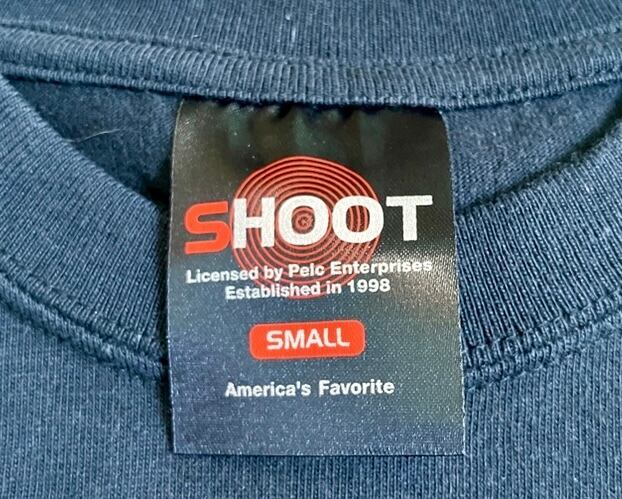 SHOOT
Licensed by Pelc Enterprises
Established in 1998
SMALL
America's Favorite